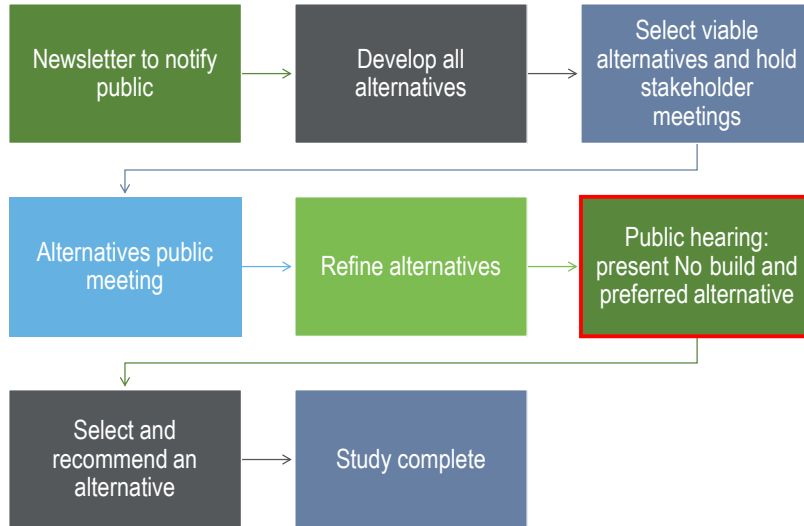 Newsletter to notify
public
Develop all
alternatives
Select viable
alternatives and hold
stakeholder
meetings
Alternatives public
meeting
Refine alternatives
Public hearing:
present No build and
preferred alternative
Select and
recommend an
alternative
Study complete